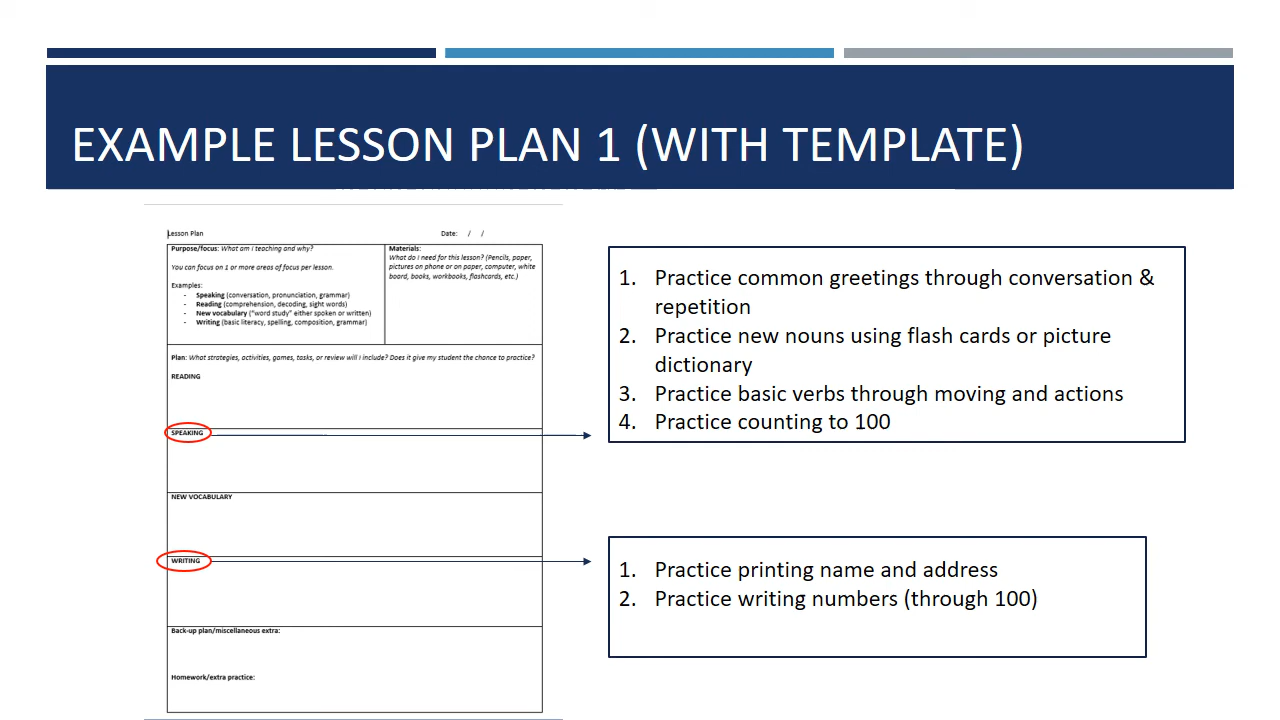 EXAMPLE LESSON PLAN 1 (WITH TEMPLATE)
Lesson Plan Date: / /
Purpose/focus: What am I teaching and why?
You can focus on 1 or more areas of focus per lesson.
Examples:
- Speaking (conversation, pronunciation, grammar)
- Reading (comprehension, decoding, sight words)
- New vocabulary ("word study" either spoken or written)
- Writing (basic literacy, spelling, composition, grammar)
Materials:
What do I need for this lesson? (Pencils, paper,
pictures on phone or on paper, computer, white
board, books, workbooks, flashcards, etc.)
Plan: What strategies, activities, games, tasks, or review will I include? Does it give my student the chance to practice?
READING
SPEAKING
NEW VOCABULARY
WRITING
Back-up plan/miscellaneous extra:
Homework/extra practice:
1. Practice common greetings through conversation &
repetition
2. Practice new nouns using flash cards or picture
dictionary
3. Practice basic verbs through moving and actions
4. Practice counting to 100
1. Practice printing name and address
2. Practice writing numbers (through 100)